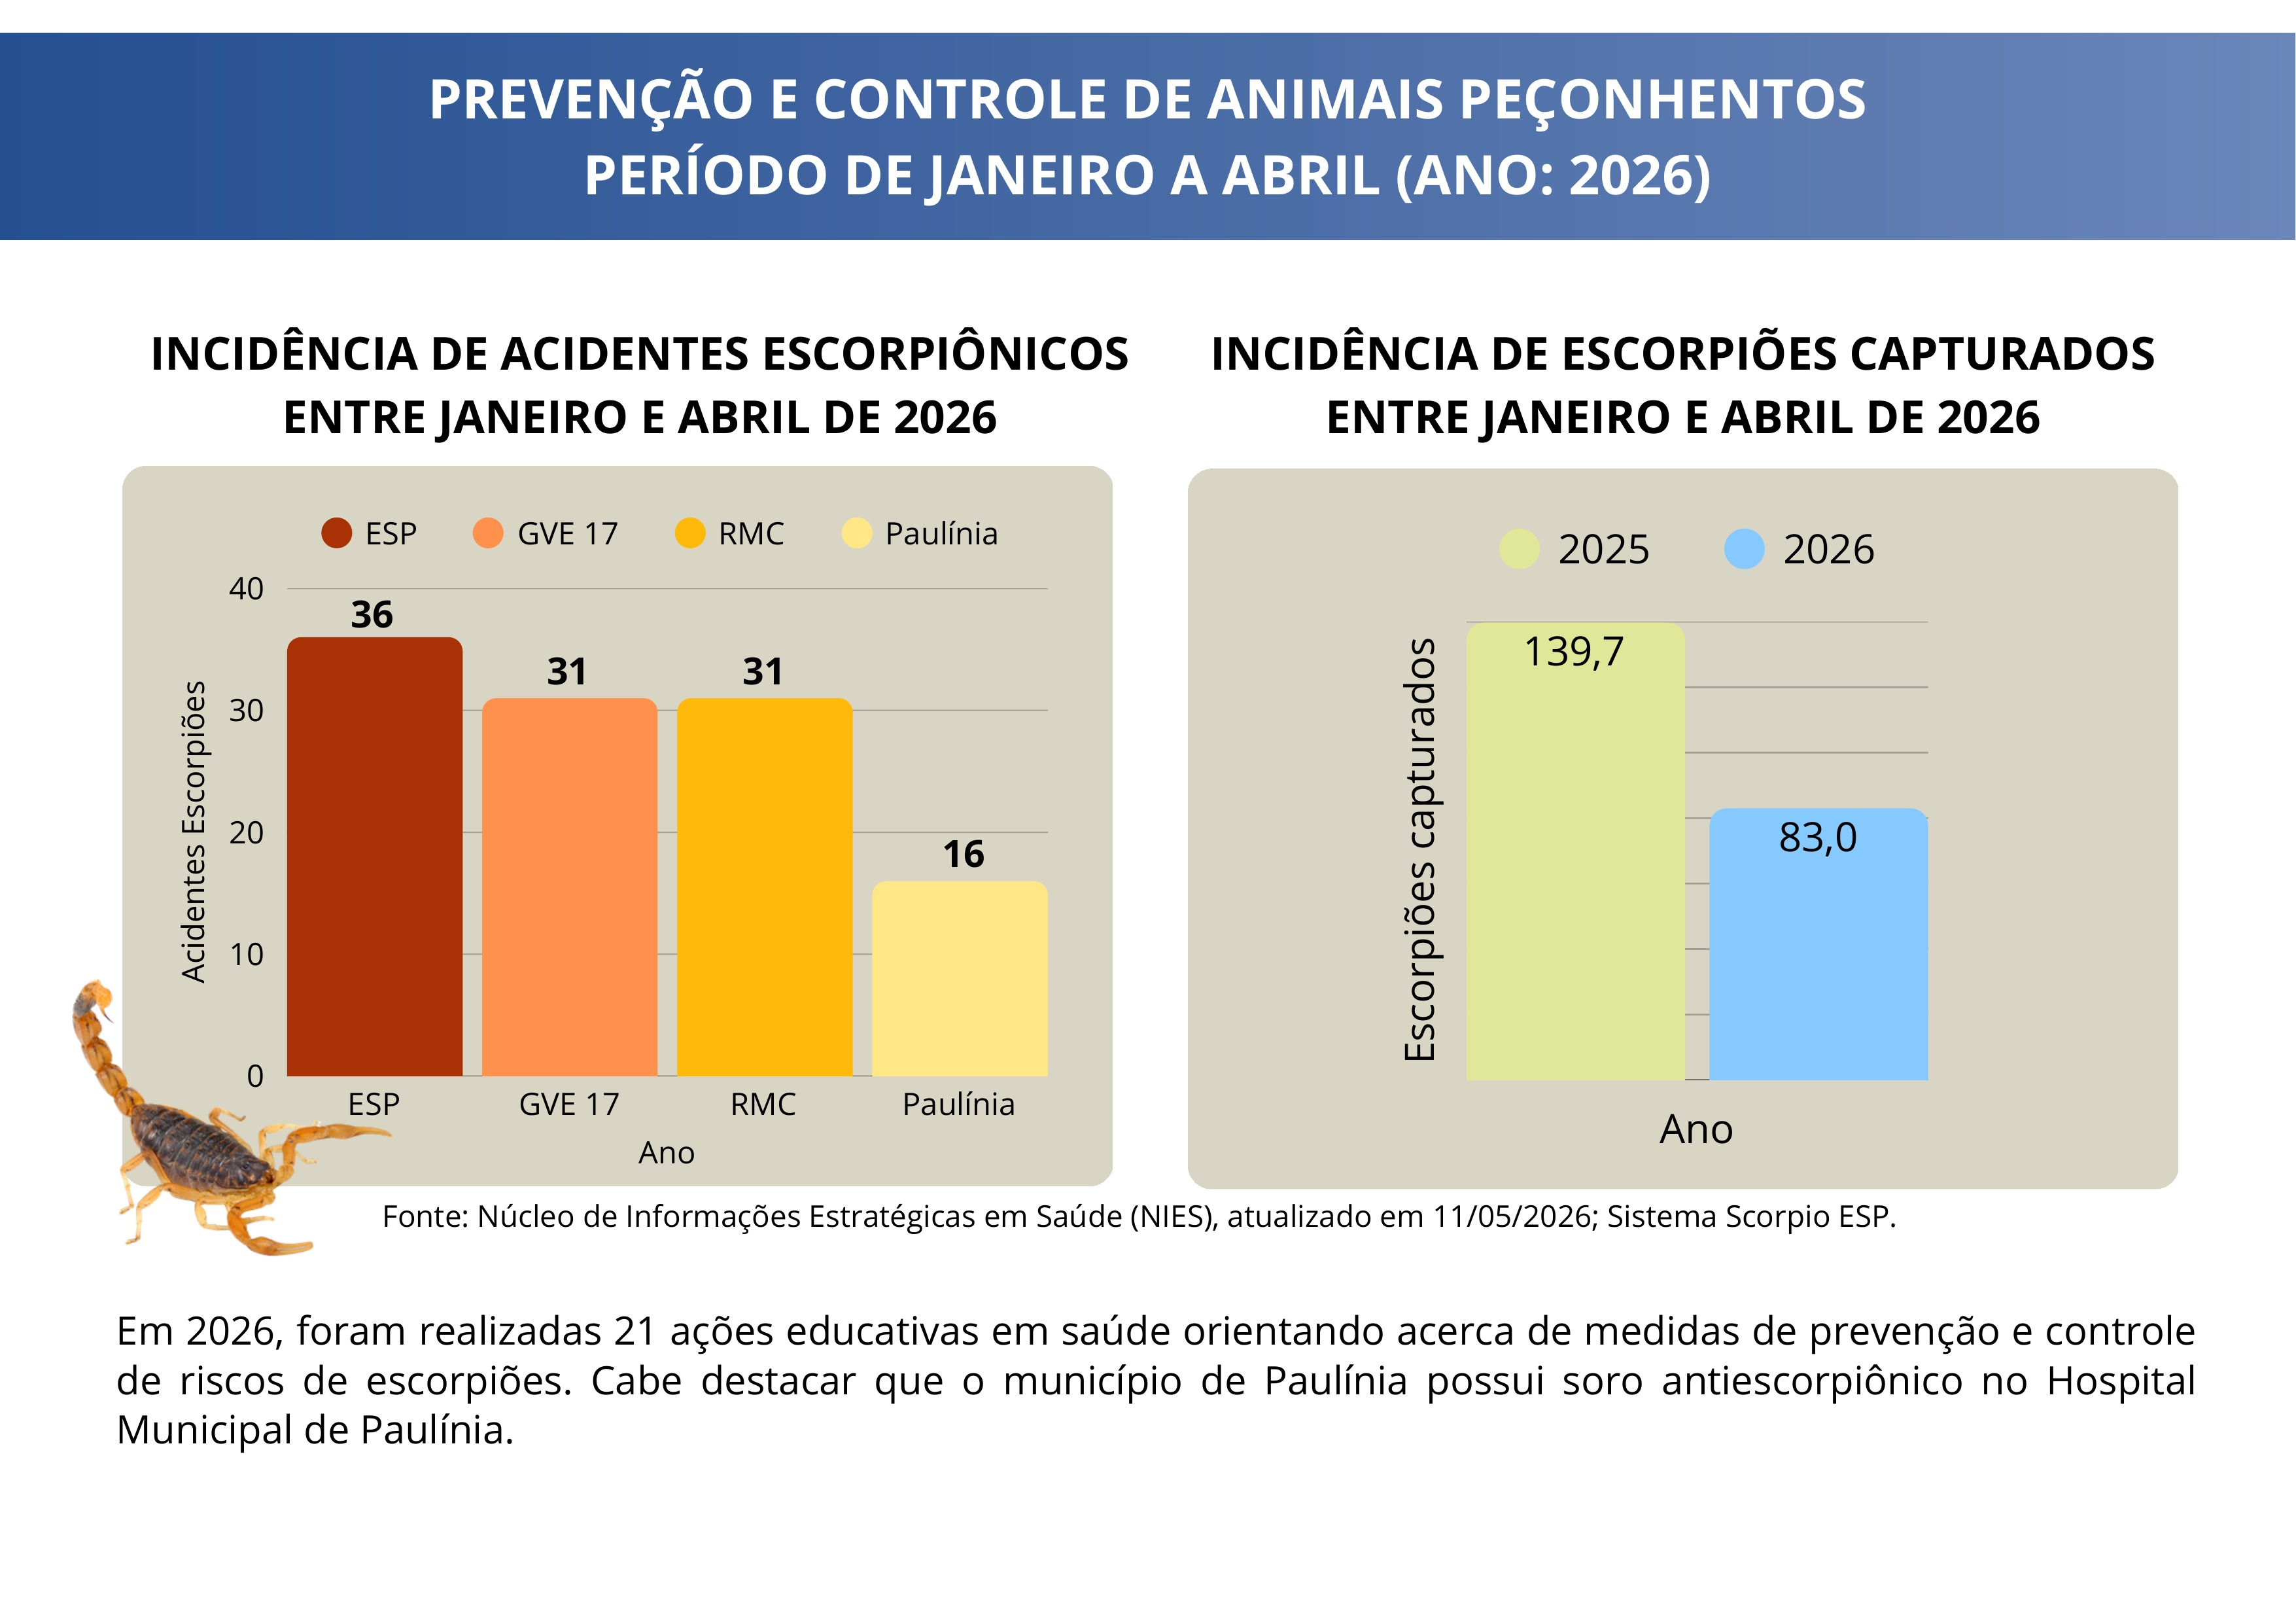 PREVENÇÃO E CONTROLE DE ANIMAIS PEÇONHENTOS
PERÍODO DE JANEIRO A ABRIL (ANO: 2026)
INCIDÊNCIA DE ACIDENTES ESCORPIÔNICOS
ENTRE JANEIRO E ABRIL DE 2026
ESP
GVE 17
RMC
Paulínia
40
30
20
10
0
Acidentes Escorpiões
36
31
31
16
ESP
GVE 17
RMC
Paulínia
Ano
INCIDÊNCIA DE ESCORPIÕES CAPTURADOS
ENTRE JANEIRO E ABRIL DE 2026
2025
2026
Escorpiões capturados
139,7
83,0
Ano
Fonte: Núcleo de Informações Estratégicas em Saúde (NIES), atualizado em 11/05/2026; Sistema Scorpio ESP.
Em 2026, foram realizadas 21 ações educativas em saúde orientando acerca de medidas de prevenção e controle
de riscos de escorpiões. Cabe destacar que o município de Paulínia possui soro antiescorpiônico no Hospital
Municipal de Paulínia.